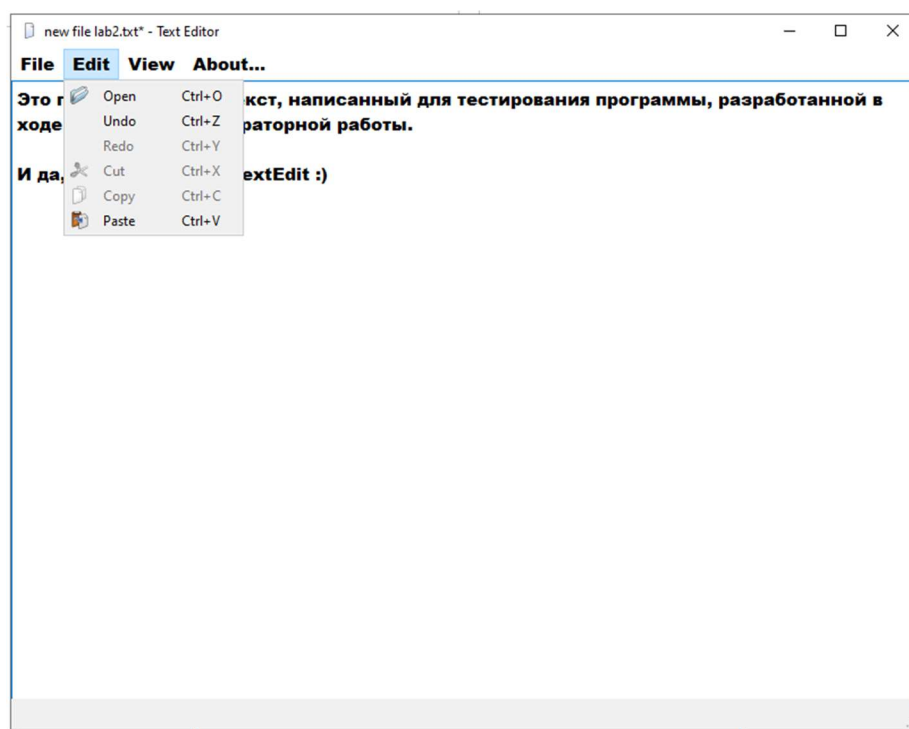 new file lab2.txt* - Text Editor
File Edit View About...
Это кст, написанный для тестирования программы, разработанной в
ходе раторной работы.
И да, extEdit :)
Open Ctrl+O
Undo Ctrl+Z
Redo Ctrl+Y
Cut Ctrl+X
Copy Ctrl+C
Paste Ctrl+V